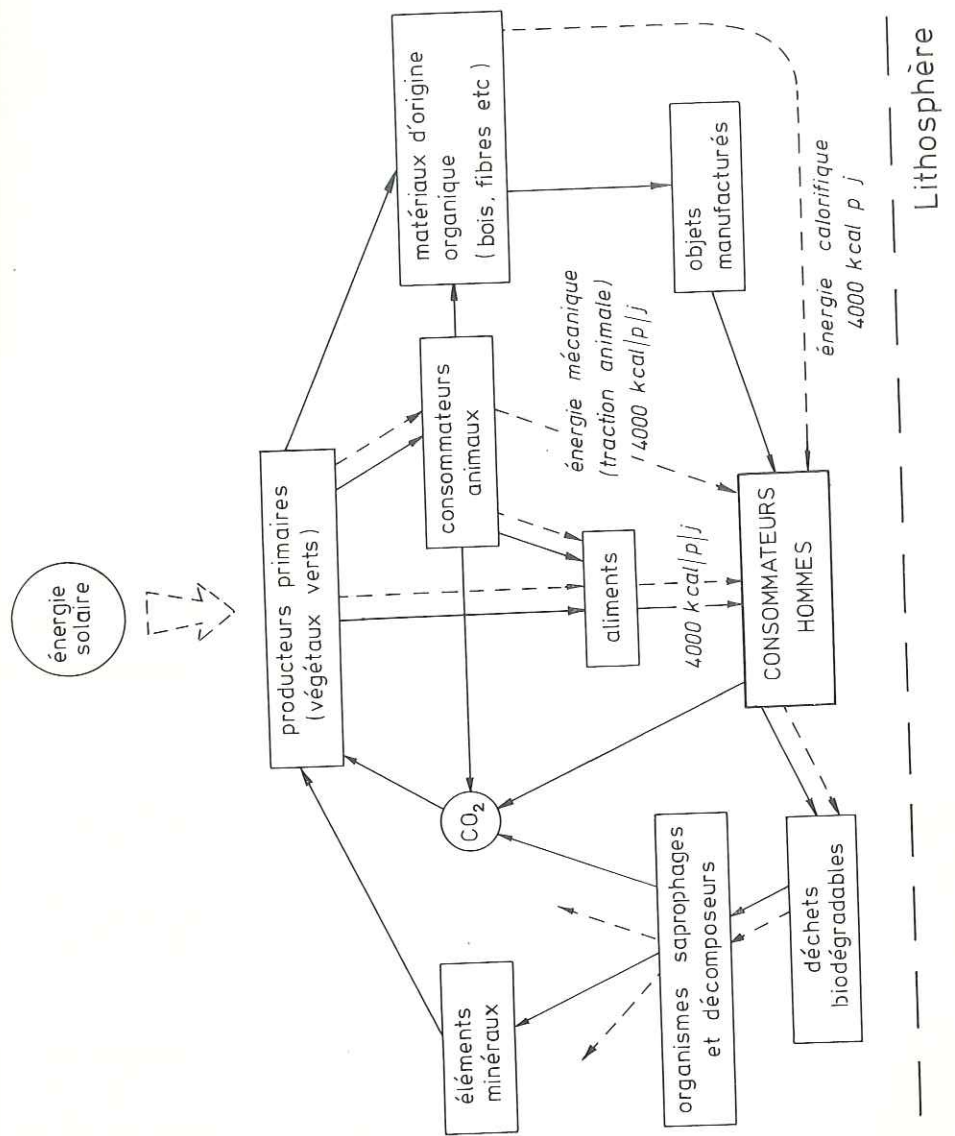 énergie
solaire
producteurs primaires
(végétaux verts)
matériaux d'origine
organique
(bois, fibres etc )
consommateurs
animaux
CO₂
éléments
minéraux
énergie mécanique
(traction animale)
4000 kcal|p|j
aliments
4000 kcal|p|j
objets
manufacturés
organismes saprophages
et décomposeurs
CONSOMMATEURS
HOMMES
énergie calorifique
4000 kcal p j
déchets
biodégradables
Lithosphère